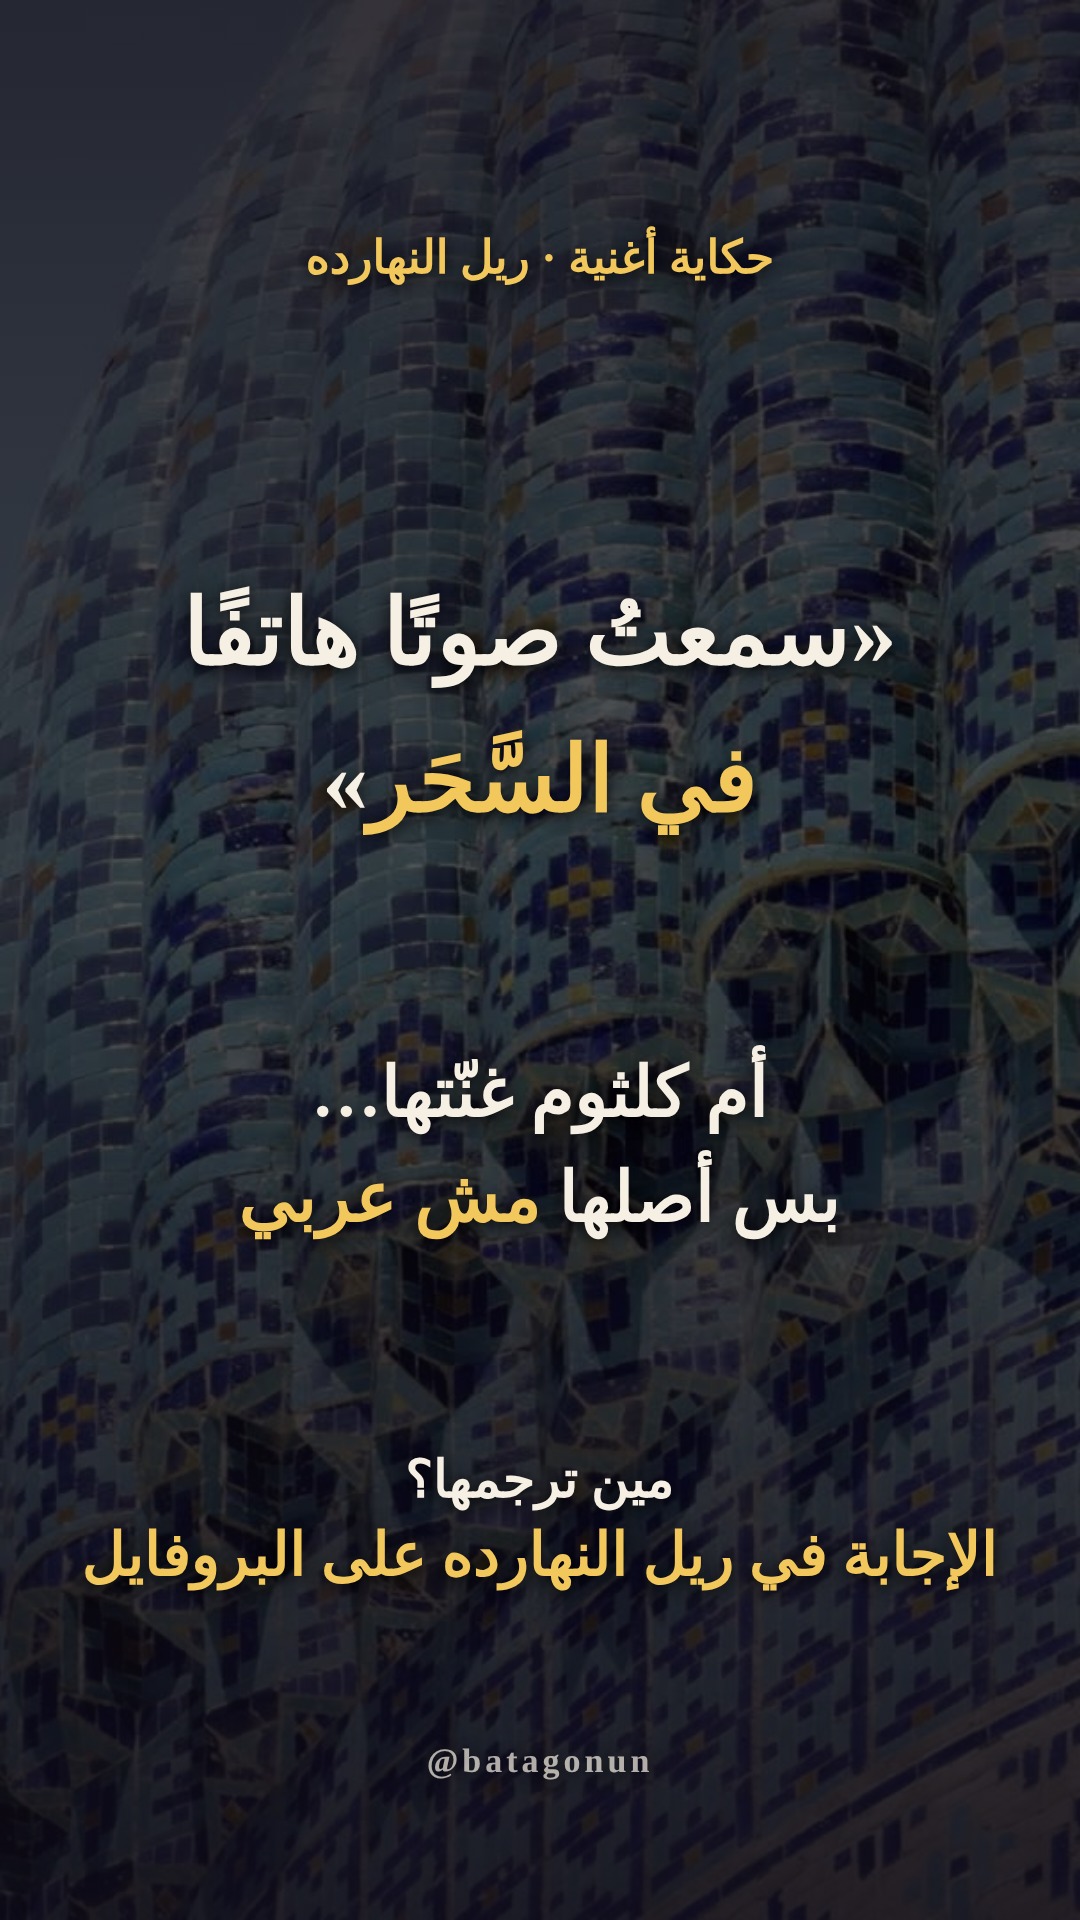 حكاية أغنية · ريل النهارده
«سمعتُ صوتًا هاتفًا
في السَّحَر»
أم كلثوم غنّتها…
بس أصلها مش عربي
مين ترجمها؟
الإجابة في ريل النهارده على البروفايل
@batagonun